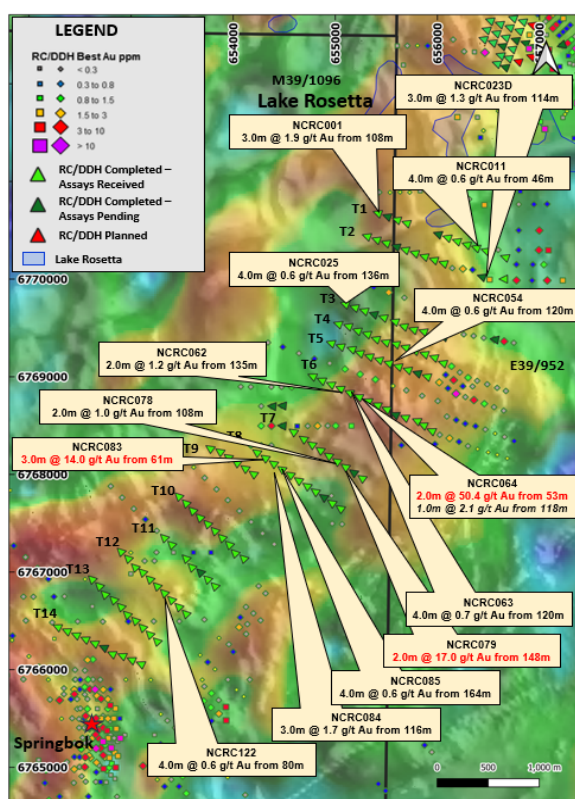 LEGEND
RC/DDH Best Au ppm
< 0.3
0.3 to 0.8
0.8 to 1.5
1.5 to 3
3 to 10
> 10
RC/DDH Completed –
Assays Received
RC/DDH Completed –
Assays Pending
RC/DDH Planned
Lake Rosetta
654000
655000
656000
657000
M39/1096
Lake Rosetta
NCRC023D
3.0m @ 1.3 g/t Au from 114m
NCRC001
3.0m @ 1.9 g/t Au from 108m
NCRC011
4.0m @ 0.6 g/t Au from 46m
T1
T2
NCRC025
4.0m @ 0.6 g/t Au from 136m
6770000
T3
NCRC054
4.0m @ 0.6 g/t Au from 120m
T4
T5
NCRC062
2.0m @ 1.2 g/t Au from 135m
T6
E39/952
6769000
NCRC078
2.0m @ 1.0 g/t Au from 108m
T7
NCRC083
3.0m @ 14.0 g/t Au from 61m
T9
T8
6768000
NCRC064
2.0m @ 50.4 g/t Au from 53m
1.0m @ 2.1 g/t Au from 118m
T10
T11
T12
6767000
T13
NCRC063
4.0m @ 0.7 g/t Au from 120m
T14
NCRC079
2.0m @ 17.0 g/t Au from 148m
6766000
NCRC085
4.0m @ 0.6 g/t Au from 164m
NCRC084
3.0m @ 1.7 g/t Au from 116m
Springbok
NCRC122
4.0m @ 0.6 g/t Au from 80m
6765000
0
500
1,000 m